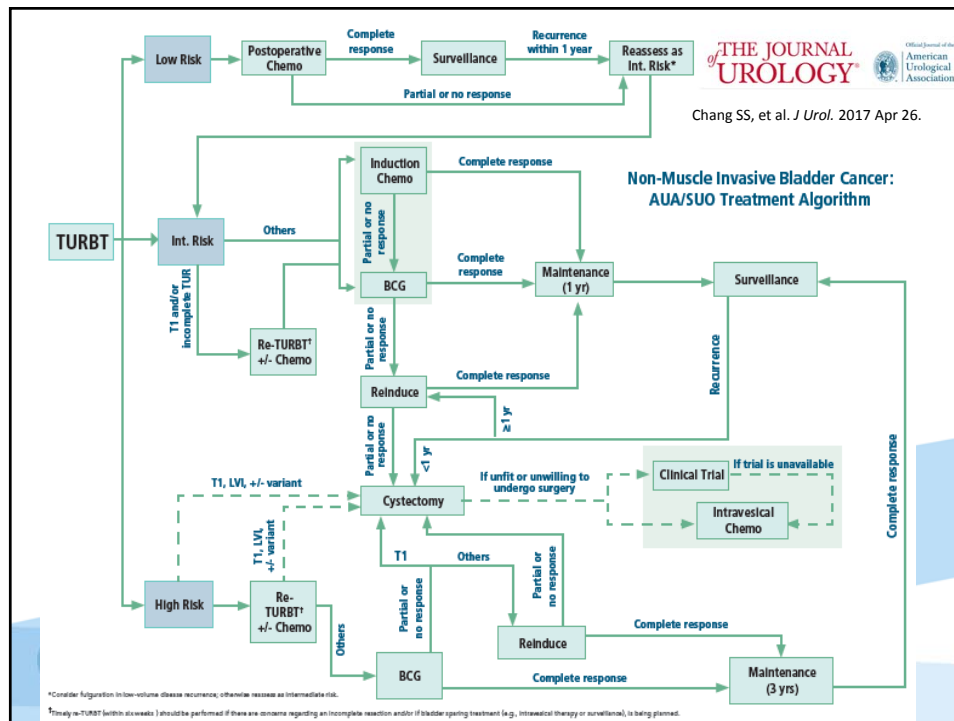 Low Risk
Postoperative
Chemo
Complete
response
Surveillance
Recurrence
within 1 year
Reassess as
Int. Risk*
Partial or no response
THE JOURNAL
of UROLOGY®
Official Journal of the
American
Urological
Association
Chang SS, et al. J Urol. 2017 Apr 26.
Non-Muscle Invasive Bladder Cancer:
AUA/SUO Treatment Algorithm
TURBT
Int. Risk
Others
Induction
Chemo
Complete response
Partial or no
response
BCG
Complete
response
Maintenance
(1 yr)
Surveillance
T1 and/or
incomplete TUR
Re-TURBT†
+/- Chemo
Partial or no
response
Reinduce
Complete response
≥1 yr
Recurrence
Partial or no
response
<1 yr
Cystectomy
If unfit or unwilling to
undergo surgery
Clinical Trial
If trial is unavailable
Intravesical
Chemo
Complete response
T1, LVI, +/- variant
T1, LVI,
+/- variant
High Risk
Re-
TURBT†
+/- Chemo
Others
Partial or
no response
T1
Others
Partial or
no response
Reinduce
Complete response
BCG
Complete response
Maintenance
(3 yrs)
*Consider fulguration in low-volume disease recurrence; otherwise reassess as intermediate risk.
†Timely re-TURBT (within six weeks ) should be performed if there are concerns regarding an incomplete resection and/or if bladder sparing treatment (e.g., intravesical therapy or surveillance), is being planned.